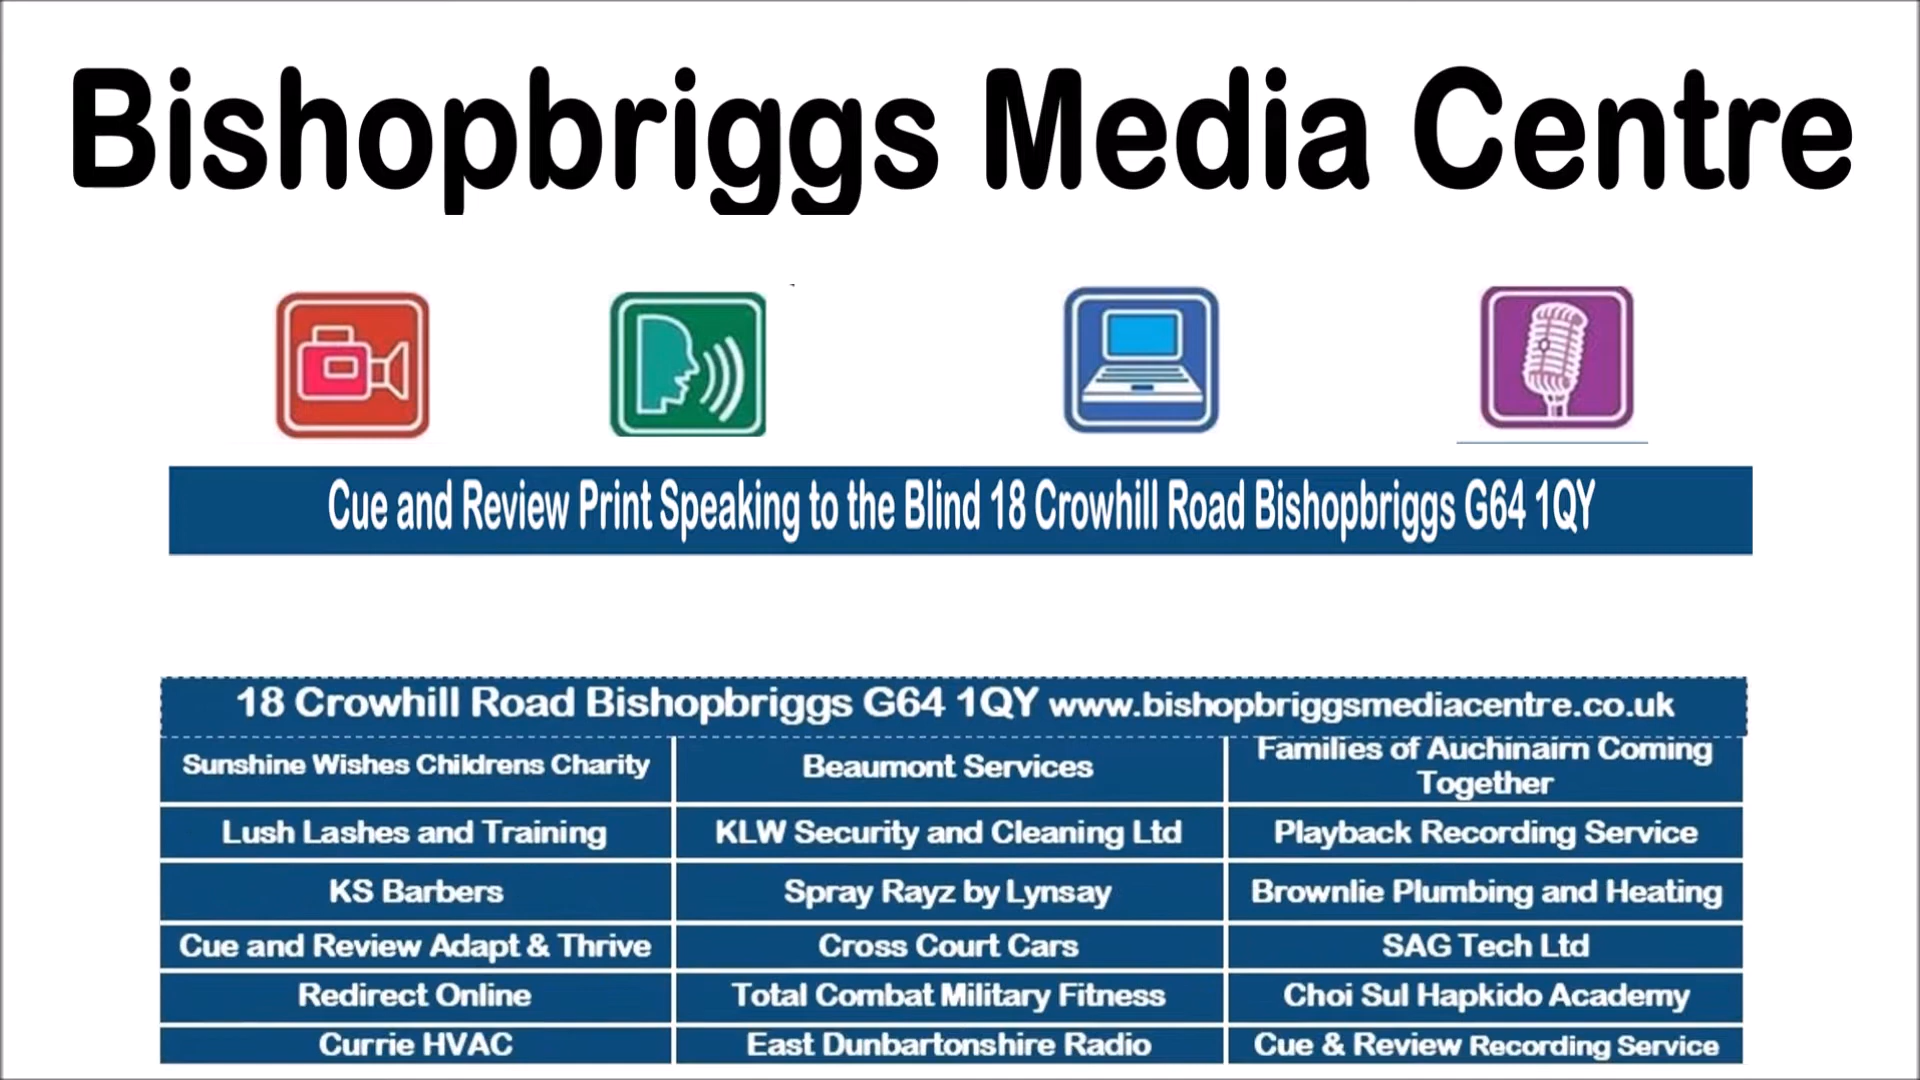 Bishopbriggs Media Centre
Cue and Review Print Speaking to the Blind 18 Crowhill Road Bishopbriggs G64 1QY
18 Crowhill Road Bishopbriggs G64 1QY www.bishopbriggsmediacentre.co.uk
Sunshine Wishes Childrens Charity
Beaumont Services
Families of Auchinairn Coming
Together
Lush Lashes and Training
KLW Security and Cleaning Ltd
Playback Recording Service
KS Barbers
Spray Rayz by Lynsay
Brownlie Plumbing and Heating
Cue and Review Adapt & Thrive
Cross Court Cars
SAG Tech Ltd
Redirect Online
Total Combat Military Fitness
Choi Sul Hapkido Academy
Currie HVAC
East Dunbartonshire Radio
Cue & Review Recording Service